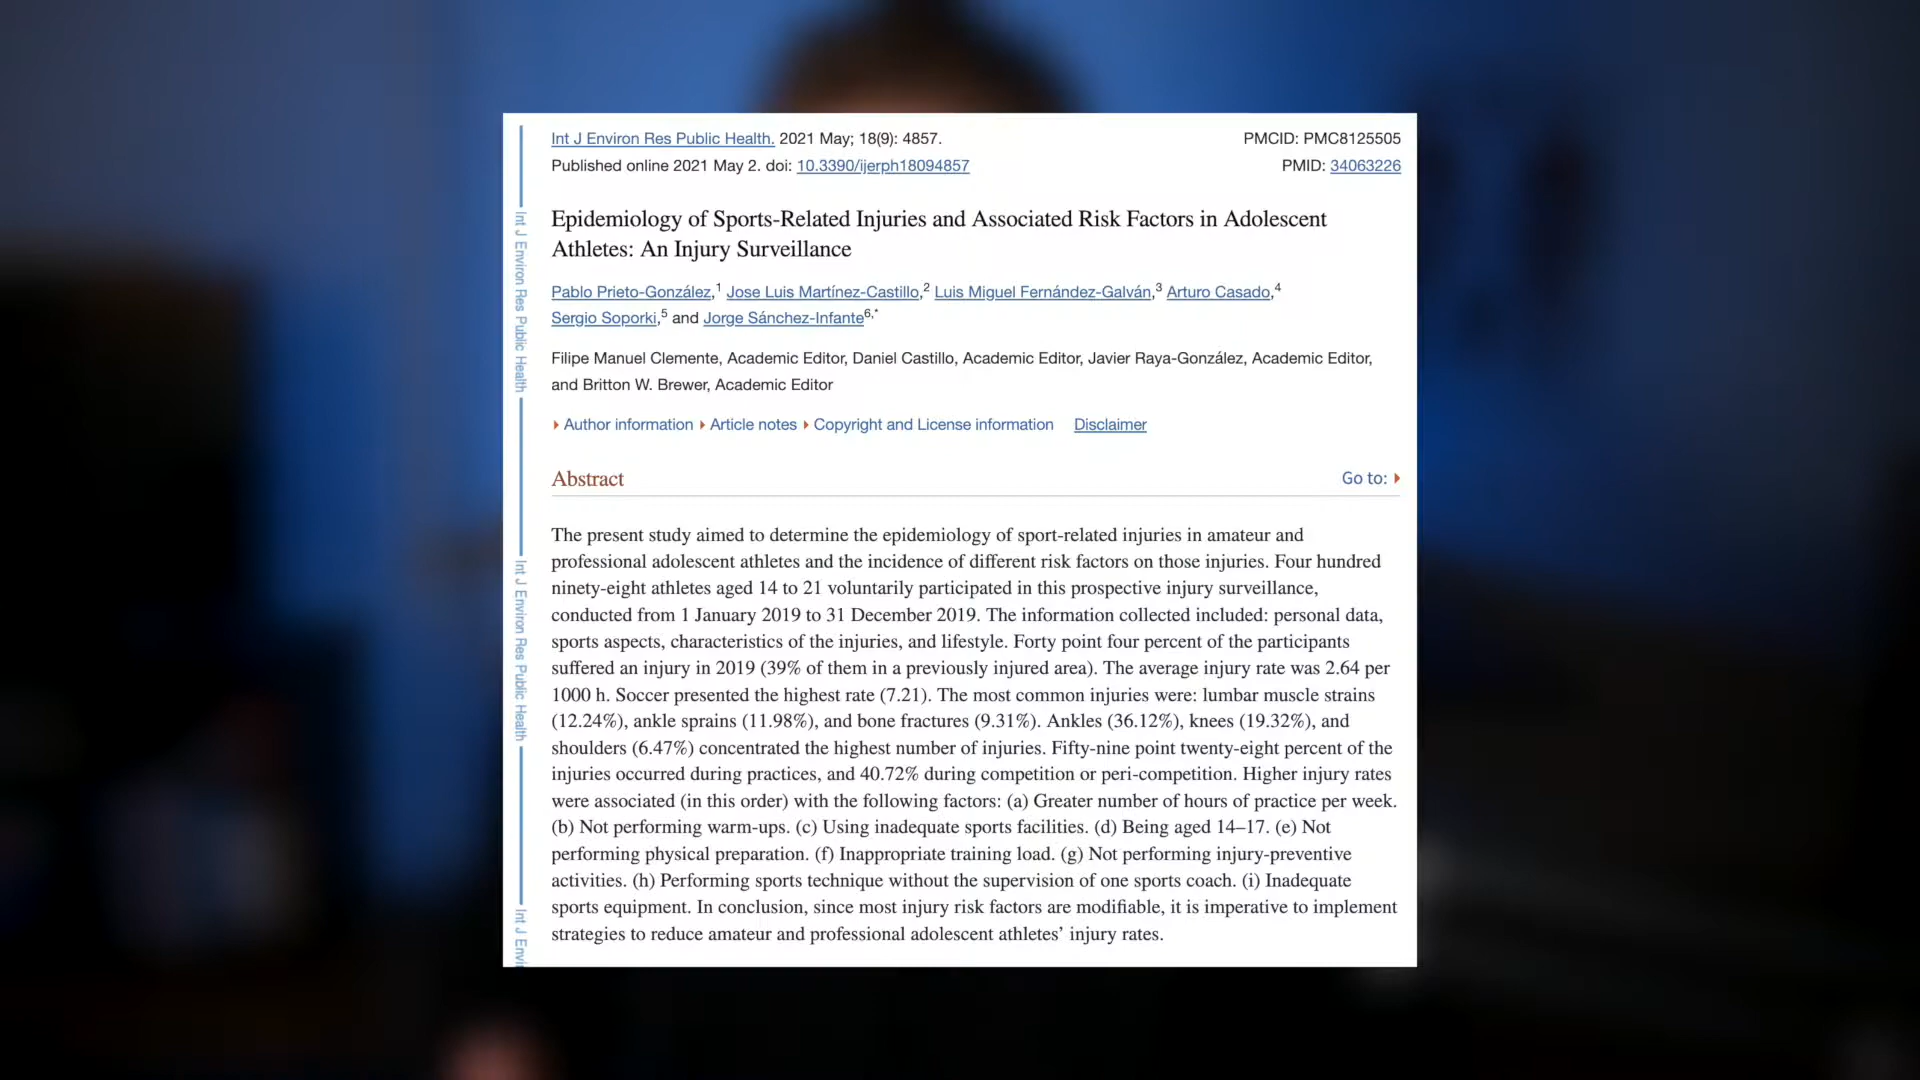 Int J Environ Res Public Health. 2021 May; 18(9): 4857.
PMCID: PMC8125505
Published online 2021 May 2. doi: 10.3390/ijerph18094857
PMID: 34063226
Epidemiology of Sports-Related Injuries and Associated Risk Factors in Adolescent
Athletes: An Injury Surveillance
Pablo Prieto-González,1 Jose Luis Martínez-Castillo,2 Luis Miguel Fernández-Galván,3 Arturo Casado,4
Sergio Soporki,5 and Jorge Sánchez-Infante6,*
Filipe Manuel Clemente, Academic Editor, Daniel Castillo, Academic Editor, Javier Raya-González, Academic Editor,
and Britton W. Brewer, Academic Editor
Author information Article notes Copyright and License information Disclaimer
Abstract
Go to:
The present study aimed to determine the epidemiology of sport-related injuries in amateur and
professional adolescent athletes and the incidence of different risk factors on those injuries. Four hundred
ninety-eight athletes aged 14 to 21 voluntarily participated in this prospective injury surveillance,
conducted from 1 January 2019 to 31 December 2019. The information collected included: personal data,
sports aspects, characteristics of the injuries, and lifestyle. Forty point four percent of the participants
suffered an injury in 2019 (39% of them in a previously injured area). The average injury rate was 2.64 per
1000 h. Soccer presented the highest rate (7.21). The most common injuries were: lumbar muscle strains
(12.24%), ankle sprains (11.98%), and bone fractures (9.31%). Ankles (36.12%), knees (19.32%), and
shoulders (6.47%) concentrated the highest number of injuries. Fifty-nine point twenty-eight percent of the
injuries occurred during practices, and 40.72% during competition or peri-competition. Higher injury rates
were associated (in this order) with the following factors: (a) Greater number of hours of practice per week.
(b) Not performing warm-ups. (c) Using inadequate sports facilities. (d) Being aged 14–17. (e) Not
performing physical preparation. (f) Inappropriate training load. (g) Not performing injury-preventive
activities. (h) Performing sports technique without the supervision of one sports coach. (i) Inadequate
sports equipment. In conclusion, since most injury risk factors are modifiable, it is imperative to implement
strategies to reduce amateur and professional adolescent athletes’ injury rates.
Int J Environ Res Public Health
Int J Environ Res Public Health
Int J Envi